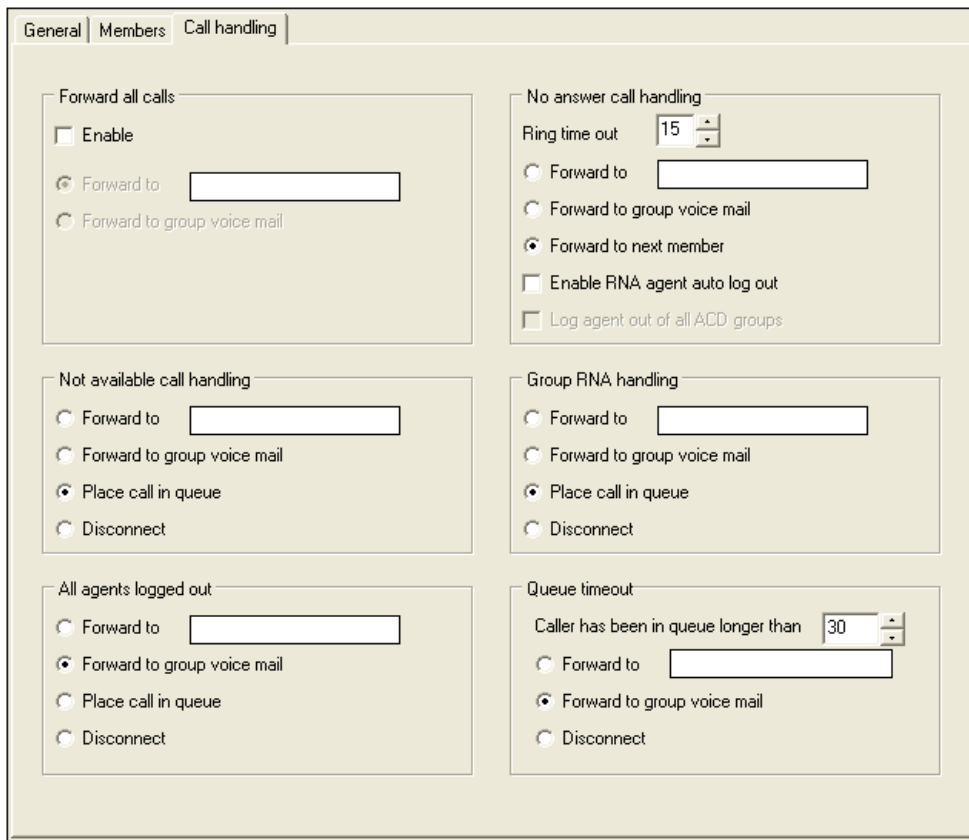 General
Members
Call handling
Forward all calls
Enable
Forward to
Forward to group voice mail
No answer call handling
Ring time out 15
Forward to
Forward to group voice mail
Forward to next member
Enable RNA agent auto log out
Log agent out of all ACD groups
Not available call handling
Forward to
Forward to group voice mail
Place call in queue
Disconnect
Group RNA handling
Forward to
Forward to group voice mail
Place call in queue
Disconnect
All agents logged out
Forward to
Forward to group voice mail
Place call in queue
Disconnect
Queue timeout
Caller has been in queue longer than 30
Forward to
Forward to group voice mail
Disconnect